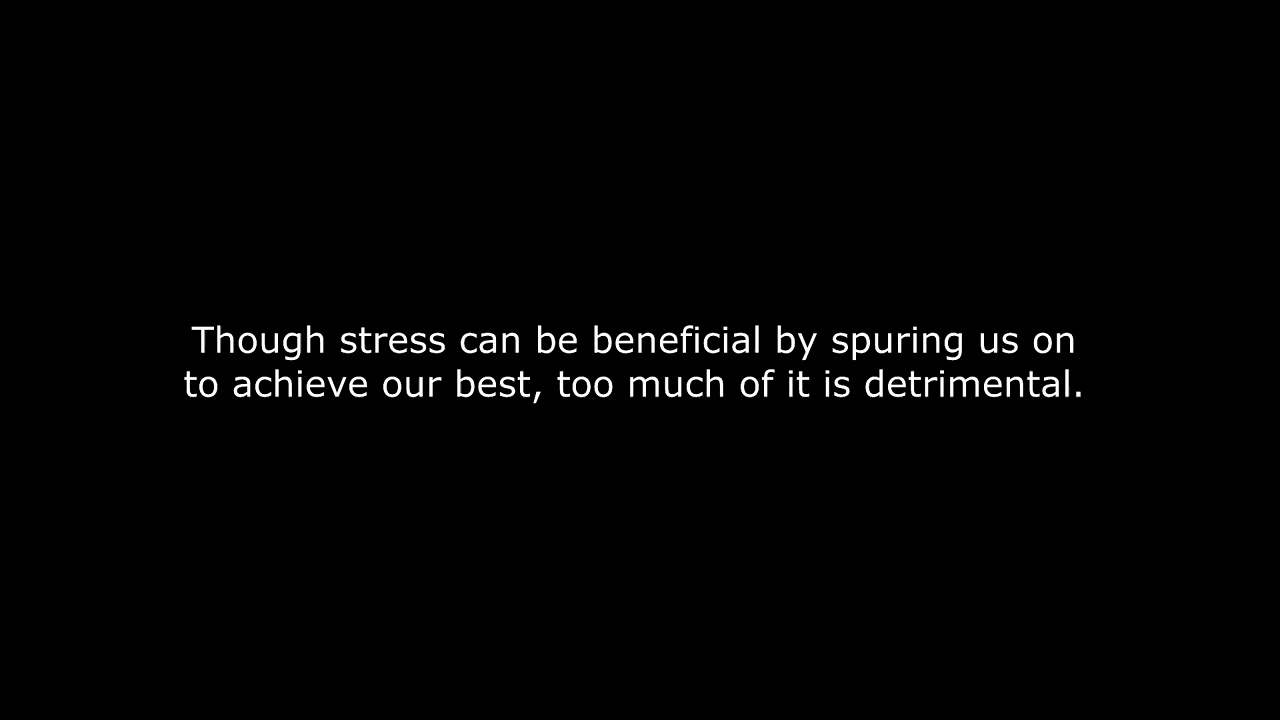 Though stress can be beneficial by spuring us on
to achieve our best, too much of it is detrimental.